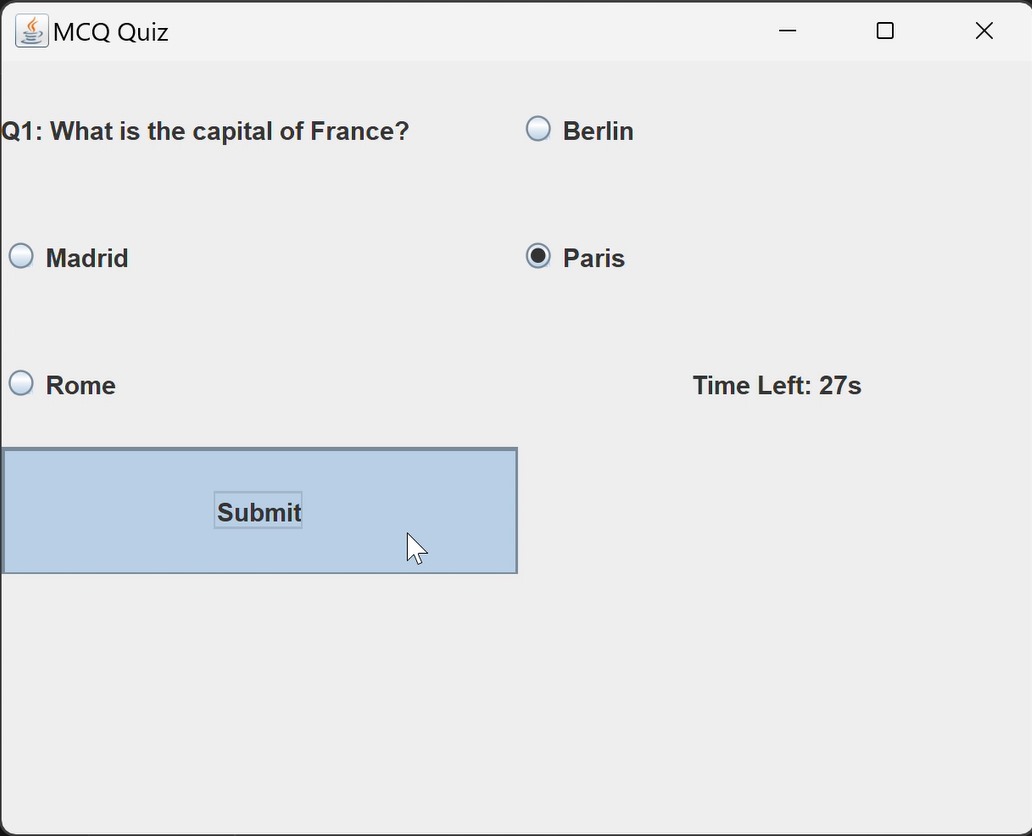 MCQ Quiz
Q1: What is the capital of France?
Berlin
Madrid
Paris
Rome
Time Left: 27s
Submit